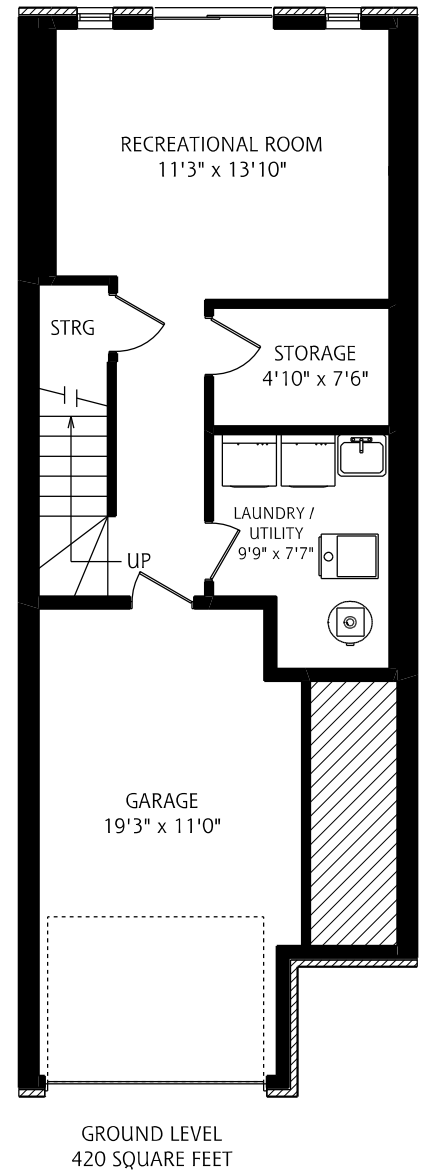 RECREATIONAL ROOM
11'3" x 13'10"
STRG
STORAGE
4'10" x 7'6"
LAUNDRY /
UTILITY
9'9" x 7'7"
UP
GARAGE
19'3" x 11'0"
GROUND LEVEL
420 SQUARE FEET